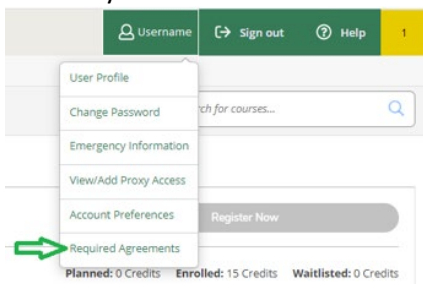 Username Sign out Help 1
User Profile
Change Password
rch for courses...
Emergency Information
View/Add Proxy Access
Account Preferences
Register Now
Required Agreements
Planned: 0 Credits Enrolled: 15 Credits Waitlisted: 0 Credits